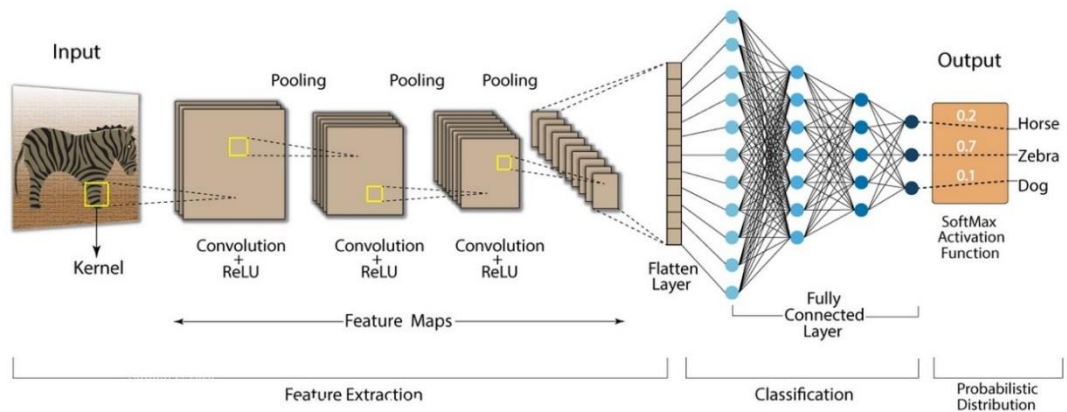 Input
Kernel
Pooling
Pooling
Pooling
Convolution
+
ReLU
Convolution
+
ReLU
Convolution
+
ReLU
Feature Maps
Flatten
Layer
Fully
Connected
Layer
Output
0.2
Horse
0.7
Zebra
0.1
Dog
SoftMax
Activation
Function
Feature Extraction
Classification
Probabilistic
Distribution